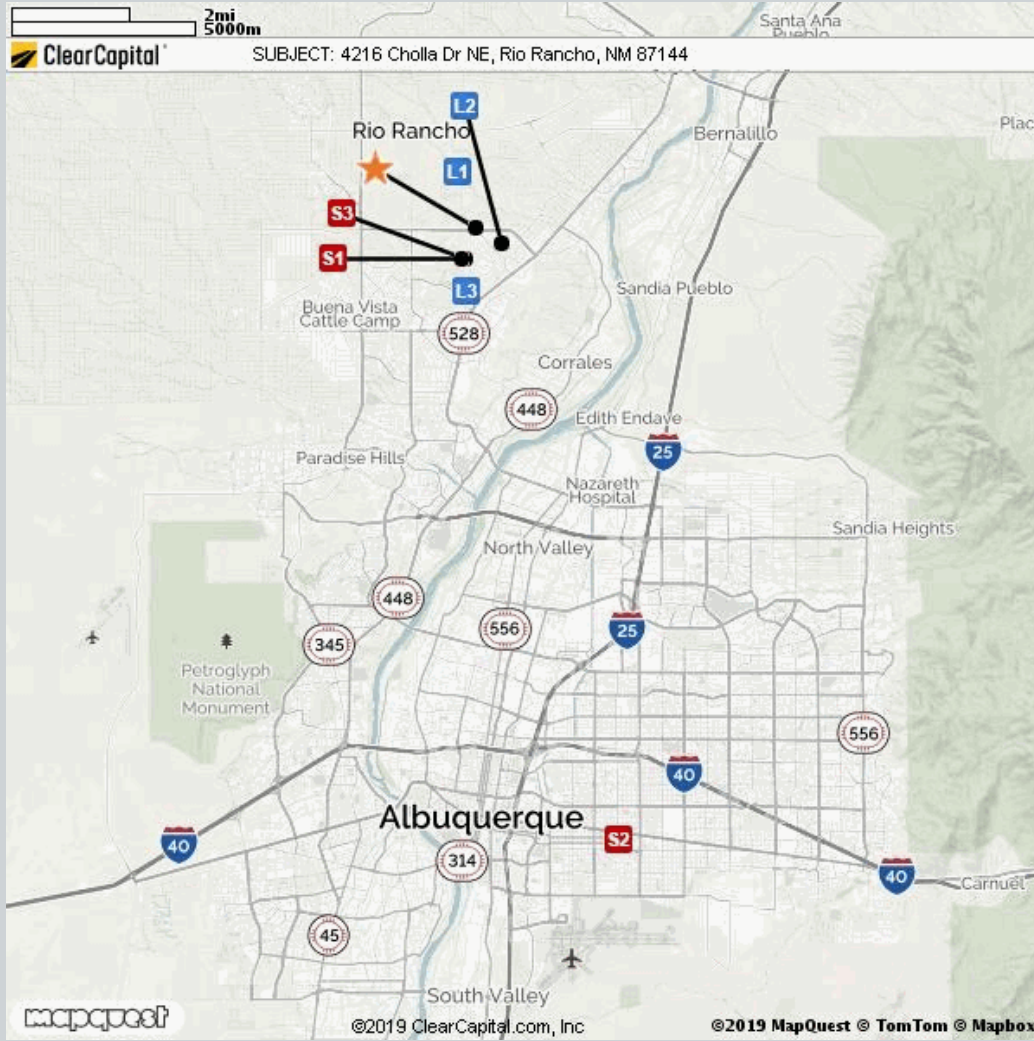 2mi
5000m
Santa Ana
Pueblo
ClearCapital
SUBJECT: 4216 Cholla Dr NE, Rio Rancho, NM 87144
L2
Rio Rancho
Bernalillo
Plac
L1
S3
S1
L3
Sandia Pueblo
Buena Vista
Cattle Camp
528
Corrales
448
Edith Endave
25
Paradise Hills
Nazareth
Hospital
Sandia Heights
North Valley
448
556
25
345
Petroglyph
National
Monument
556
40
Albuquerque
S2
40
314
40
Carnuel
45
South Valley
mapquest
©2019 ClearCapital.com, Inc
©2019 MapQuest © TomTom © Mapbox